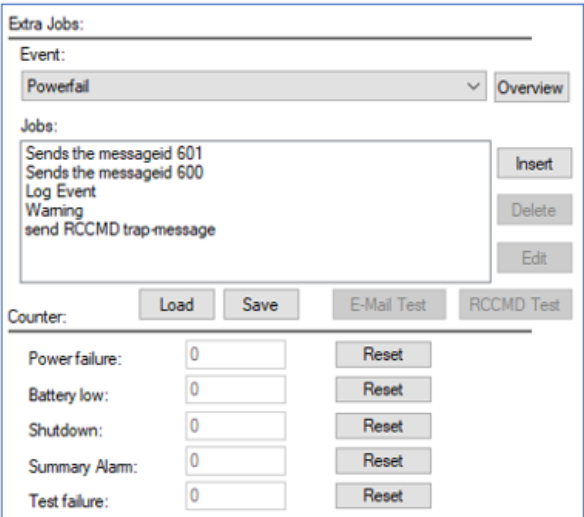 Extra Jobs:
Event:
Powerfail Overview
Jobs:
Sends the messageid 601
Sends the messageid 600
Log Event
Warning
send RCCMD trap-message
Insert
Delete
Edit
Load Save E-Mail Test RCCMD Test
Counter:
Power failure: 0 Reset
Battery low: 0 Reset
Shutdown: 0 Reset
Summary Alarm: 0 Reset
Test failure: 0 Reset